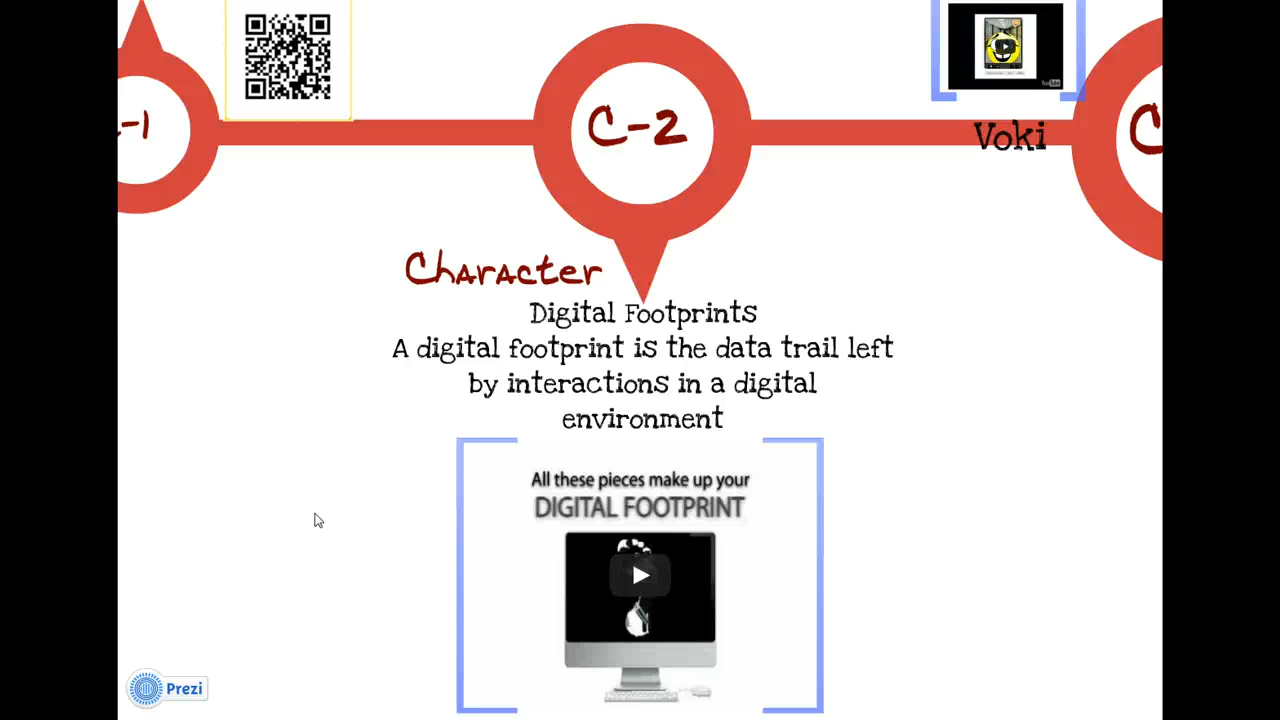 C-2
Voki
Character
Digital Footprints
A digital footprint is the data trail left
by interactions in a digital
environment
All these pieces make up your
DIGITAL FOOTPRINT
Prezi